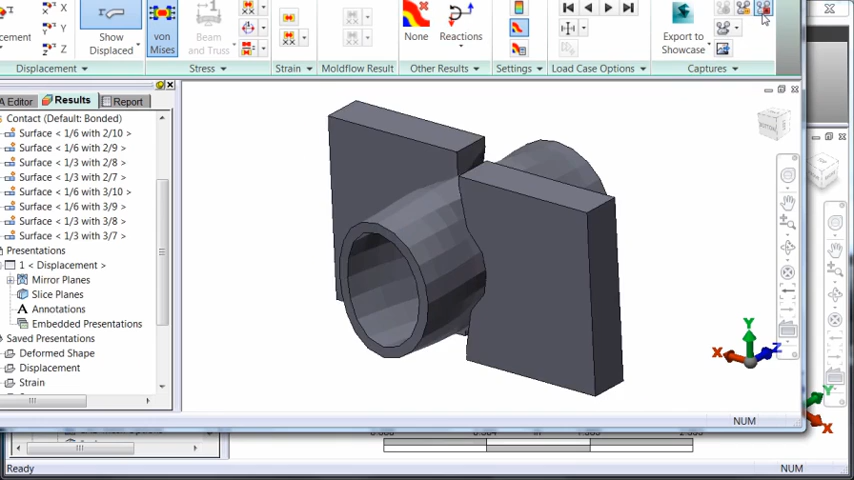 X
Y
Z
cement
Show
Displaced
von
Mises
Beam
and Truss
None
Reactions
Export to
Showcase
Displacement
Stress
Strain
Moldflow Result
Other Results
Settings
Load Case Options
Captures
A Editor
Results
Report
Contact (Default: Bonded)
Surface < 1/6 with 2/10 >
Surface < 1/6 with 2/9 >
Surface < 1/3 with 2/8 >
Surface < 1/3 with 2/7 >
Surface < 1/6 with 3/10 >
Surface < 1/6 with 3/9 >
Surface < 1/3 with 3/8 >
Surface < 1/3 with 3/7 >
Presentations
1 < Displacement >
Mirror Planes
Slice Planes
A Annotations
Embedded Presentations
Saved Presentations
Deformed Shape
Displacement
Strain
Y
X
Z
Y
X
NUM
Ready
NUM